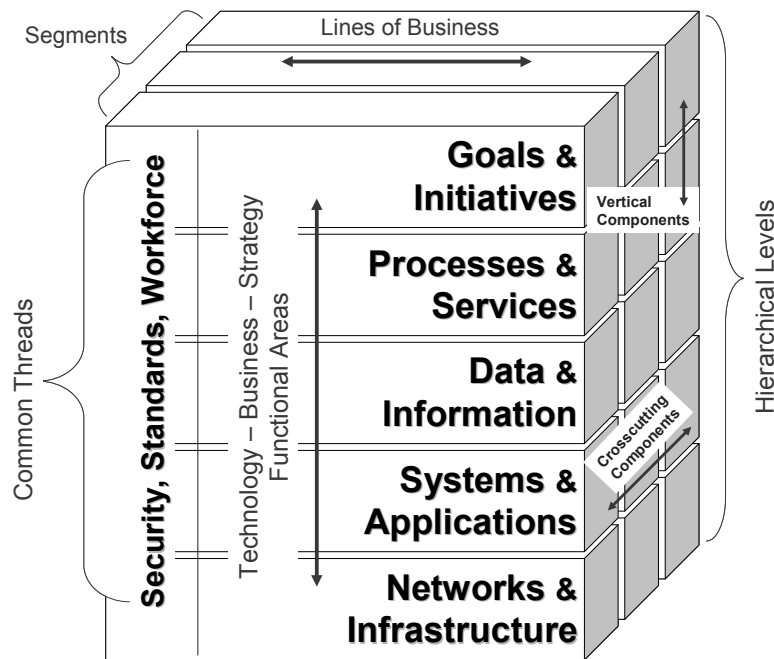 Segments
Lines of Business
Common Threads
Security, Standards, Workforce
Technology – Business – Strategy
Functional Areas
Goals &
Initiatives
Processes &
Services
Data &
Information
Systems &
Applications
Networks &
Infrastructure
Vertical
Components
Crosscutting
Components
Hierarchical Levels